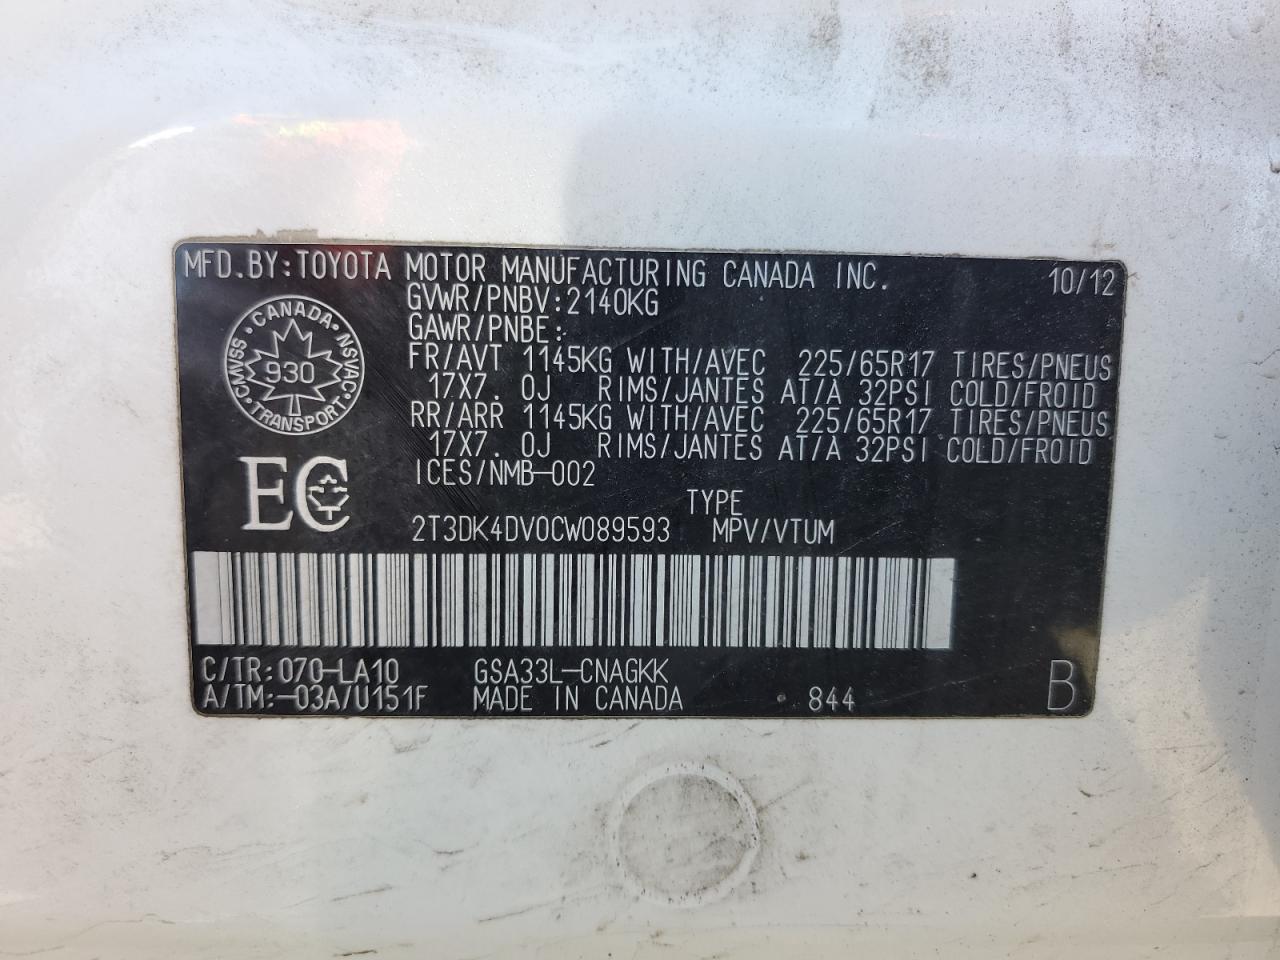 MFD.BY:TOYOTA MOTOR MANUFACTURING CANADA INC. 10/12
GVWR/PNBV:2140KG
GAWR/PNBE:
FR/AVT 1145KG WITH/AVEC 225/65R17 TIRES/PNEUS
17X7.0J RIMS/JANTES AT/À 32PSI COLD/FROID
RR/ARR 1145KG WITH/AVEC 225/65R17 TIRES/PNEUS
17X7.0J RIMS/JANTES AT/À 32PSI COLD/FROID
ICES/NMB-002
CANADA · NSVAC · TRANSPORT · CMVSS ·
930
EC
TYPE
2T3DK4DV0CW089593 MPV/VTUM
C/TR:070-LA10 GSA33L-CNAGKK
A/TM:-03A/U151F MADE IN CANADA 844 B